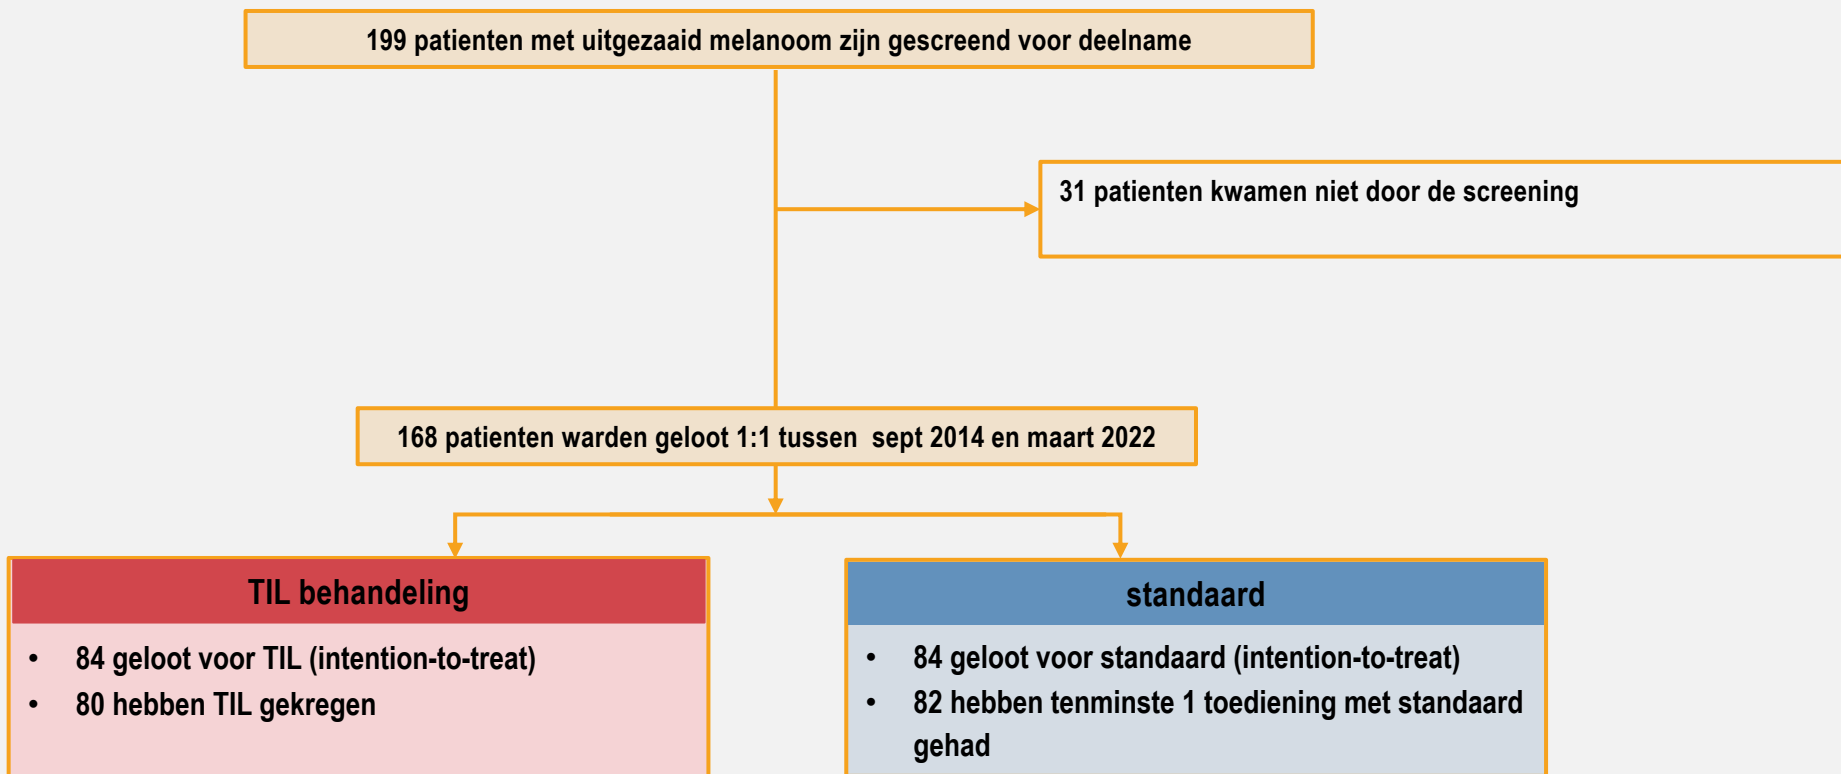 199 patienten met uitgezaaid melanoom zijn gescreend voor deelname
31 patienten kwamen niet door de screening
168 patienten warden geloot 1:1 tussen sept 2014 en maart 2022
TIL behandeling
• 84 geloot voor TIL (intention-to-treat)
• 80 hebben TIL gekregen
standaard
• 84 geloot voor standaard (intention-to-treat)
• 82 hebben tenminste 1 toediening met standaard
gehad